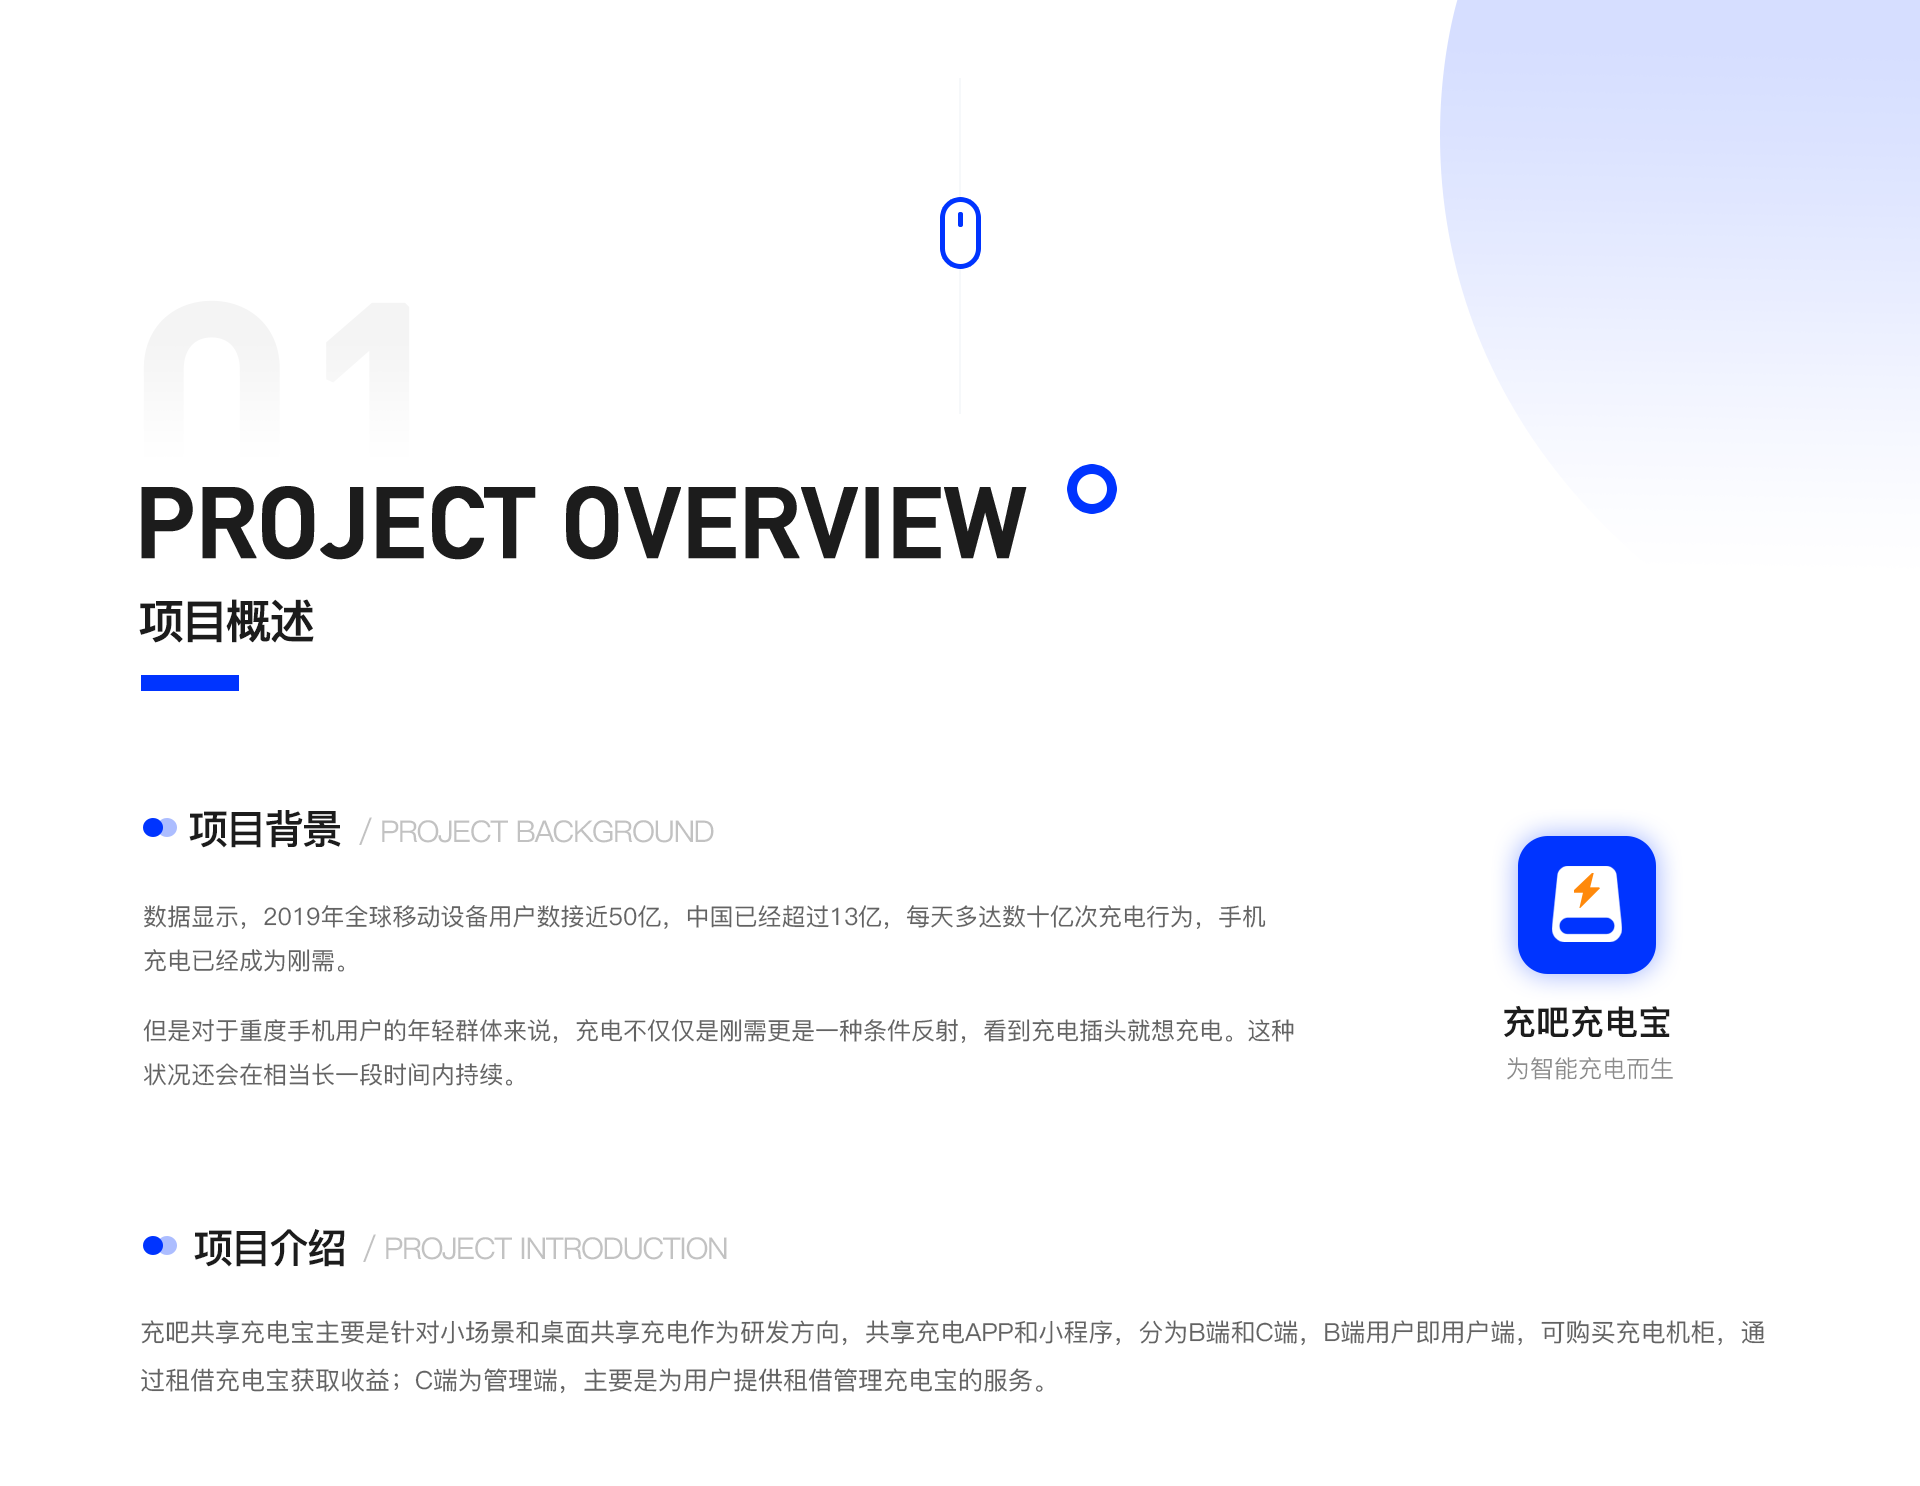 01
PROJECT OVERVIEW
项目概述
项目背景 / PROJECT BACKGROUND
数据显示，2019年全球移动设备用户数接近50亿，中国已经超过13亿，每天多达数十亿次充电行为，手机
充电已经成为刚需。
但是对于重度手机用户的年轻群体来说，充电不仅仅是刚需更是一种条件反射，看到充电插头就想充电。这种
状况还会在相当长一段时间内持续。
充吧充电宝
为智能充电而生
项目介绍 / PROJECT INTRODUCTION
充吧共享充电宝主要是针对小场景和桌面共享充电作为研发方向，共享充电APP和小程序，分为B端和C端，B端用户即用户端，可购买充电机柜，通
过租借充电宝获取收益；C端为管理端，主要是为用户提供租借管理充电宝的服务。